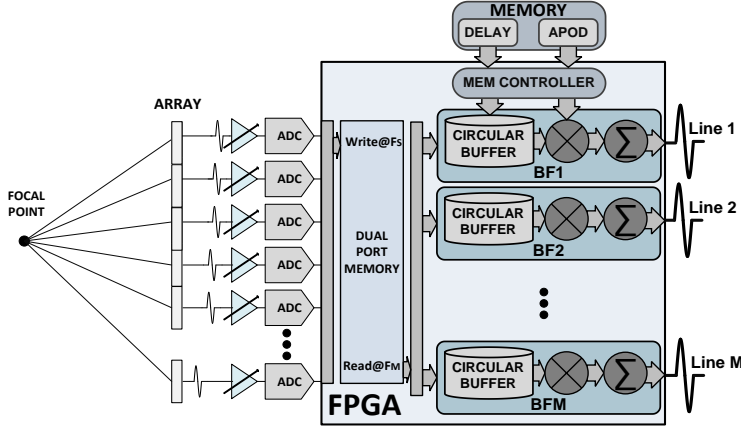 MEMORY
DELAY
APOD
MEM CONTROLLER
ARRAY
FOCAL
POINT
ADC
ADC
ADC
ADC
ADC
ADC
Write@Fs
DUAL
PORT
MEMORY
Read@FM
FPGA
CIRCULAR
BUFFER
Σ
BF1
Line 1
CIRCULAR
BUFFER
Σ
BF2
Line 2
CIRCULAR
BUFFER
Σ
BFM
Line M